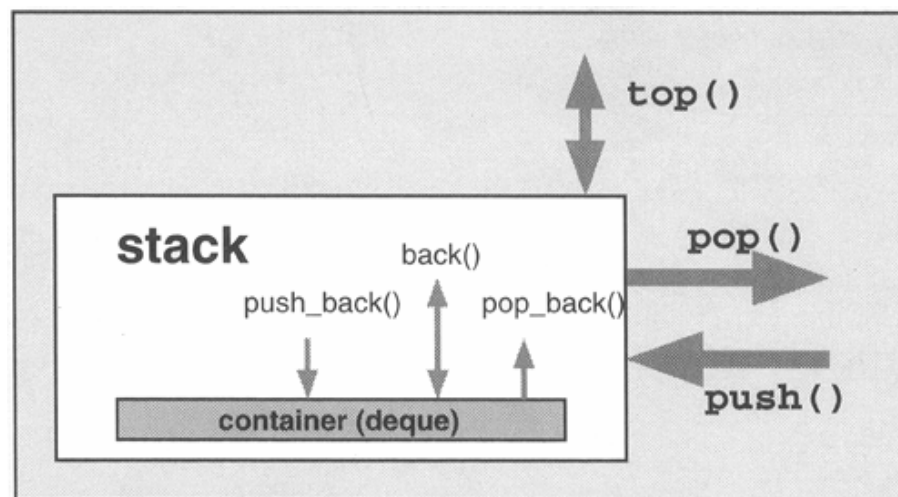 top()
stack
pop()
back()
push_back()
pop_back()
push()
container (deque)